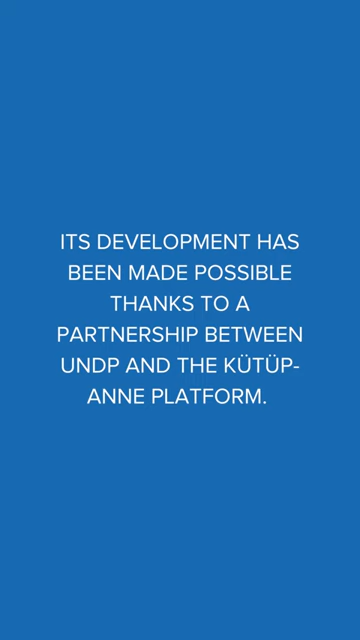 ITS DEVELOPMENT HAS
BEEN MADE POSSIBLE
THANKS TO A
PARTNERSHIP BETWEEN
UNDP AND THE KÜTÜP-
ANNE PLATFORM.